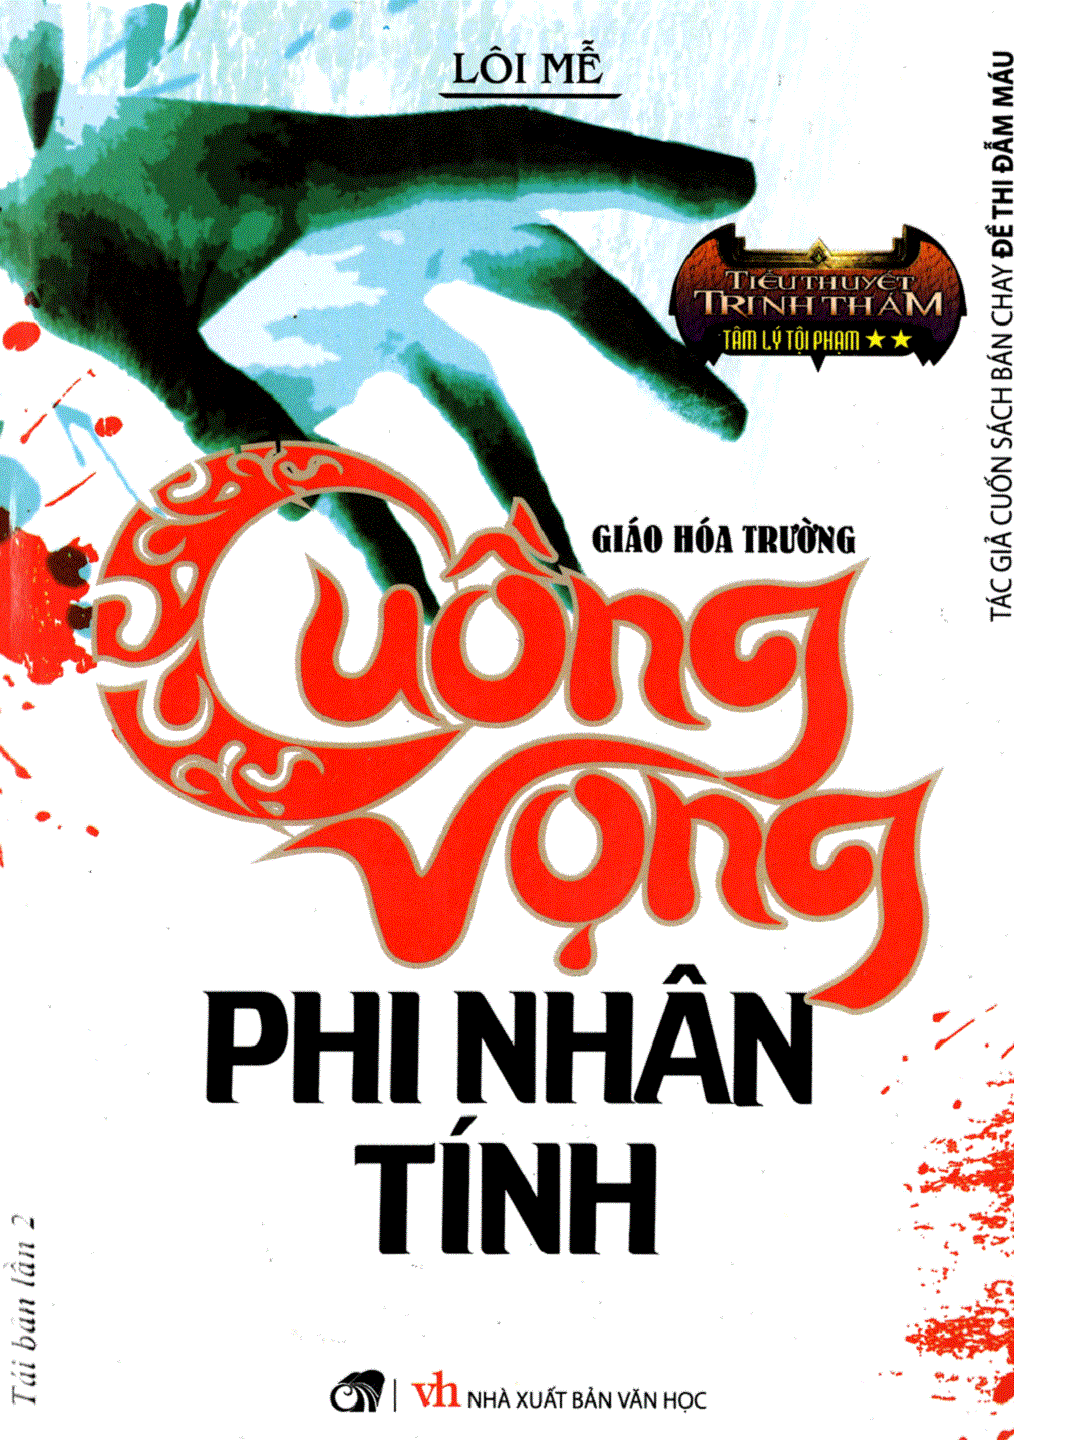 LÔI MỄ
TIỂU THUYẾT
TRINH THÁM
TÂM LÝ TỘI PHẠM ★★
TÁC GIẢ CUỐN SÁCH BÁN CHẠY ĐỀ THI ĐẪM MÁU
GIÁO HÓA TRƯỜNG
Cuồng
Vọng
PHI NHÂN
TÍNH
Tái bản lần 2
vh NHÀ XUẤT BẢN VĂN HỌC